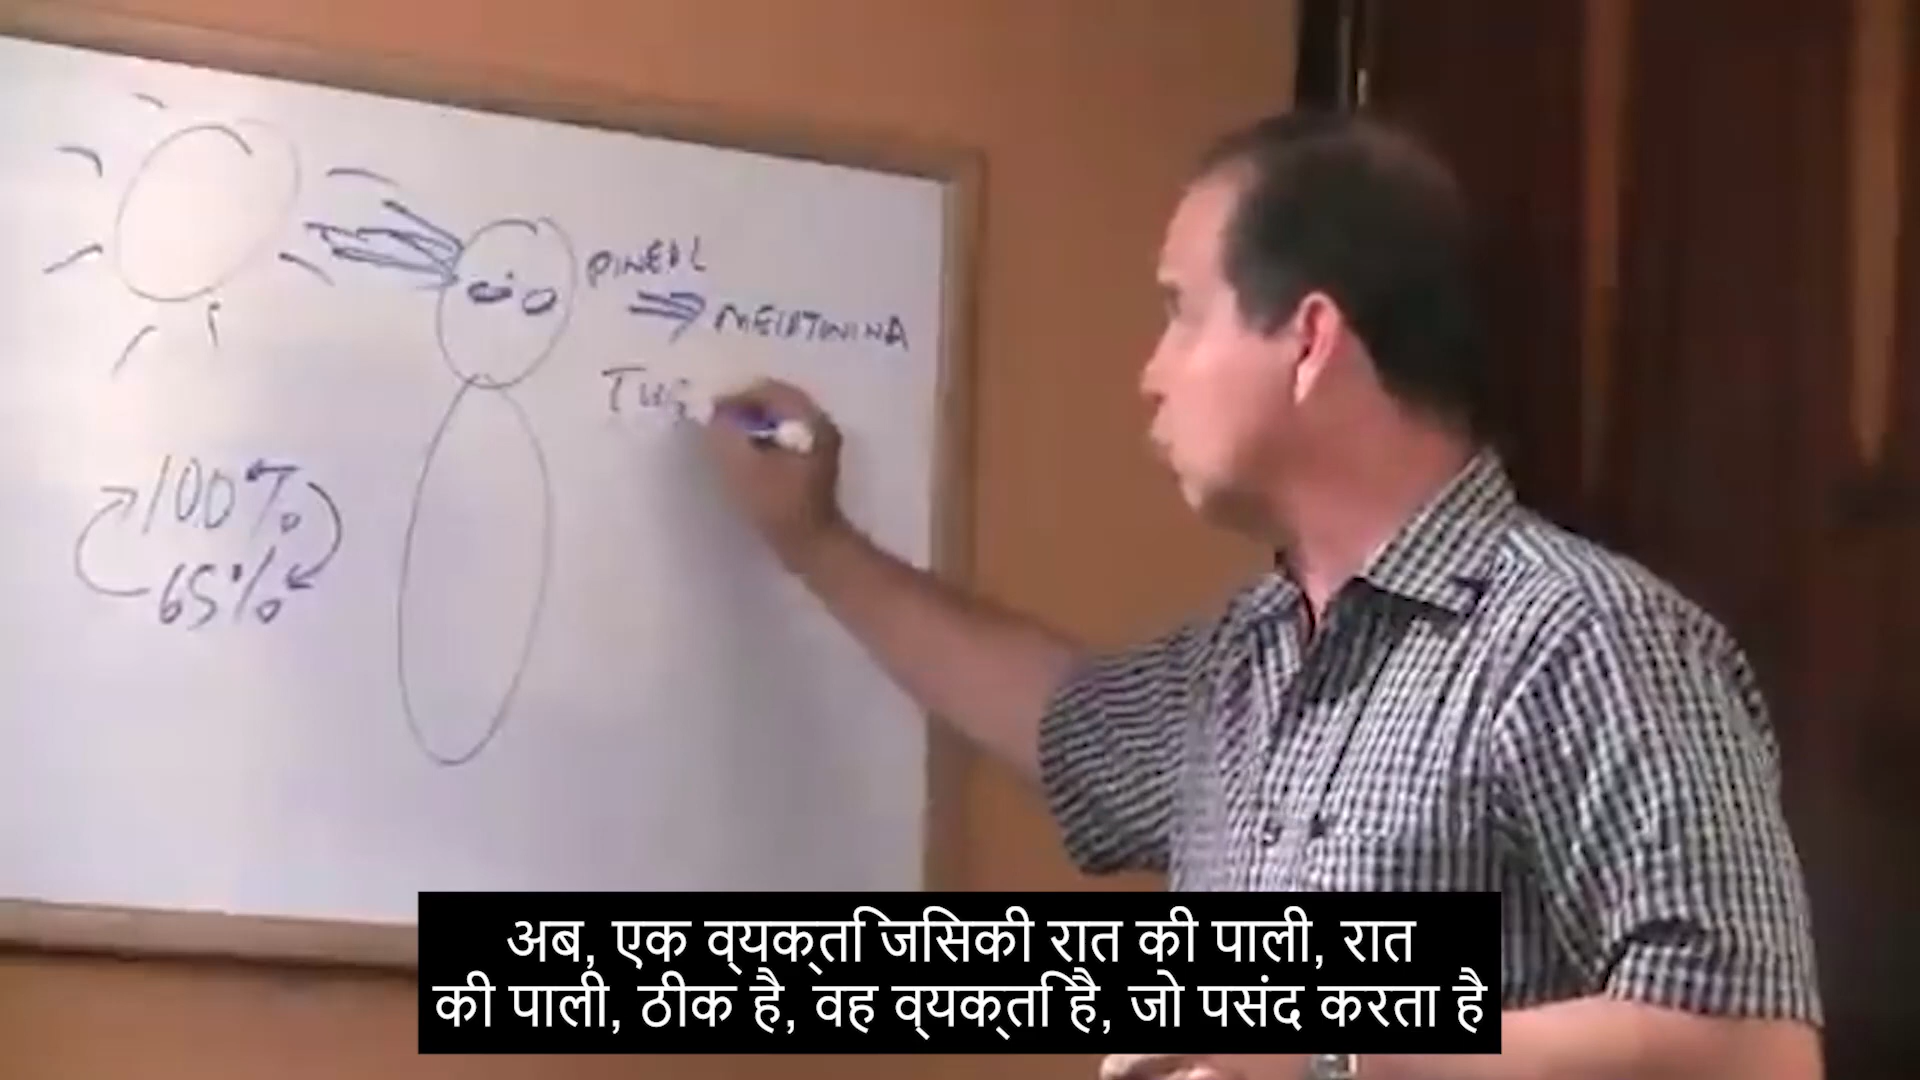 PINEAL
MELATONINA
100%
65%
अब, एक व्यक्ति जिसकी रात की पाली, रात
की पाली, ठीक है, वह व्यक्ति है, जो पसंद करता है